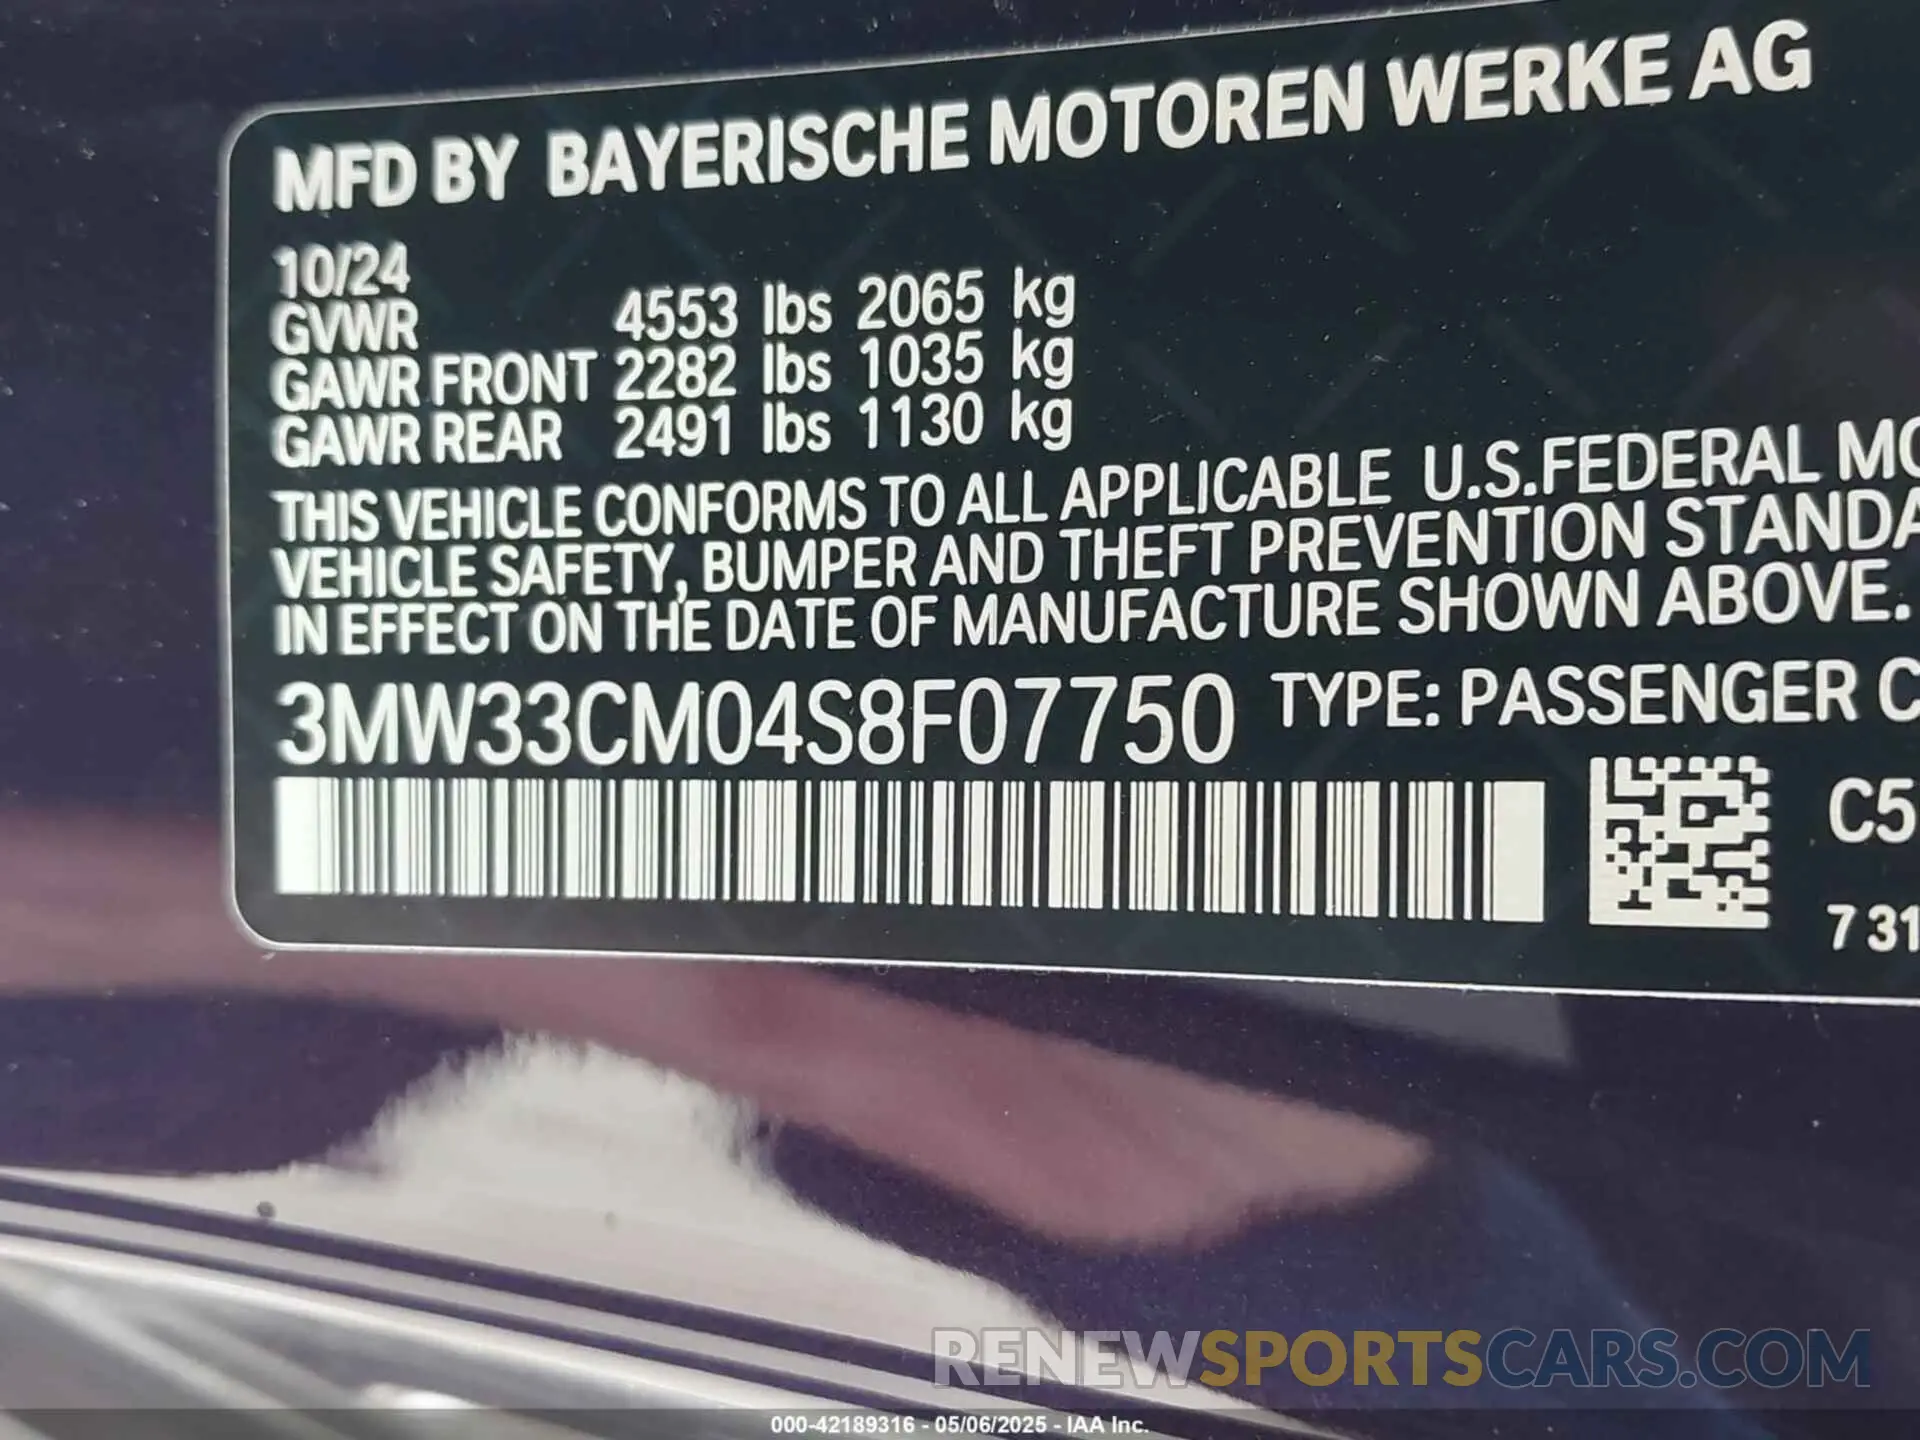 MFD BY BAYERISCHE MOTOREN WERKE AG
10/24
GVWR 4553 lbs 2065 kg
GAWR FRONT 2282 lbs 1035 kg
GAWR REAR 2491 lbs 1130 kg
THIS VEHICLE CONFORMS TO ALL APPLICABLE U.S.FEDERAL MO
VEHICLE SAFETY, BUMPER AND THEFT PREVENTION STANDA
IN EFFECT ON THE DATE OF MANUFACTURE SHOWN ABOVE.
3MW33CM04S8F07750 TYPE: PASSENGER C
C5
7 31
RENEWSPORTSCARS.COM
000-42189316 - 05/06/2025 - IAA Inc.